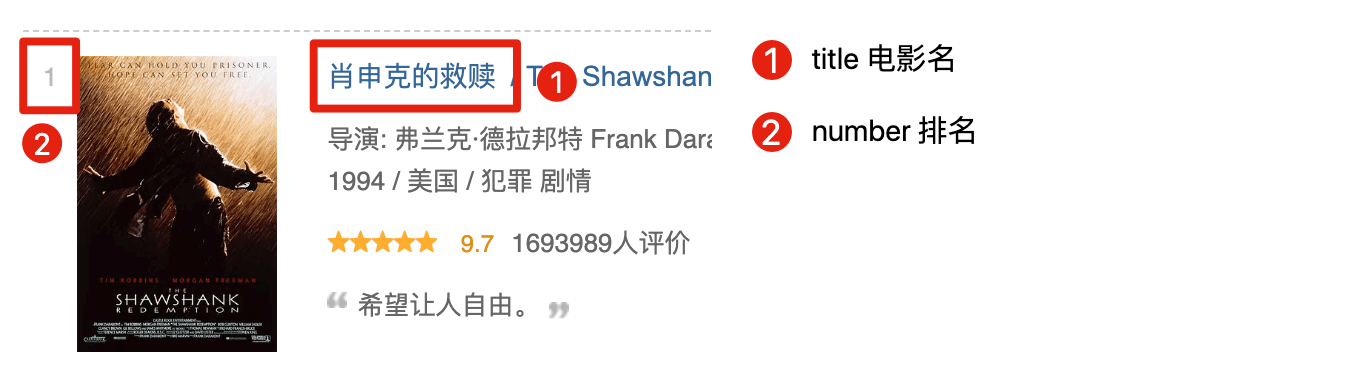 1
2
FEAR CAN HOLD YOU PRISONER.
HOPE CAN SET YOU FREE.
TIM ROBBINS MORGAN FREEMAN
THE
SHAWSHANK
REDEMPTION
肖申克的救赎 / 1 Shawshan
导演: 弗兰克·德拉邦特 Frank Dara
1994 / 美国 / 犯罪 剧情
9.7 1693989人评价
“ 希望让人自由。 ”
1 title 电影名
2 number 排名